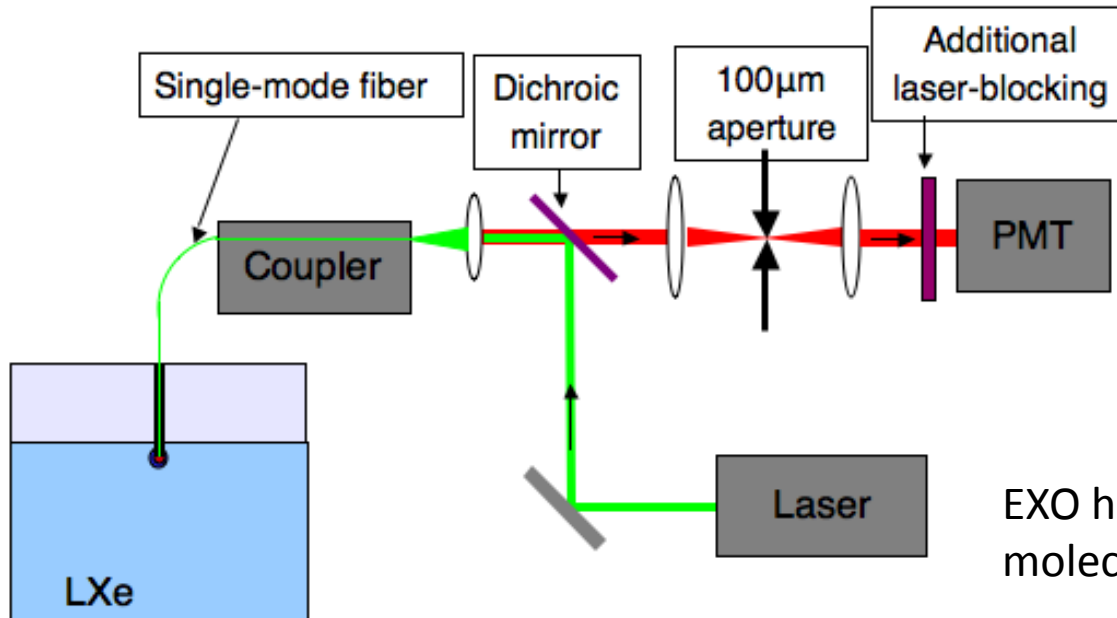 Single-mode fiber
Dichroic
mirror
100µm
aperture
Additional
laser-blocking
Coupler
PMT
Laser
LXe
EXO h
molec